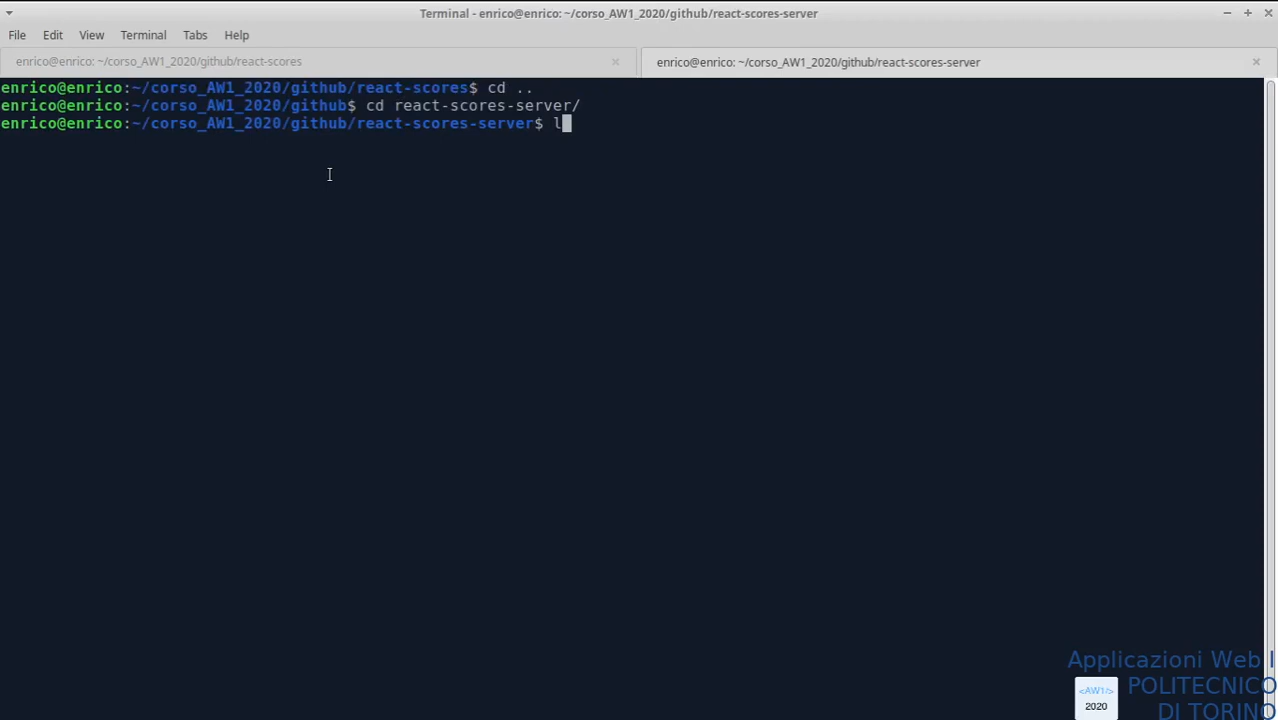 Terminal - enrico@enrico: ~/corso_AW1_2020/github/react-scores-server
File Edit View Terminal Tabs Help
enrico@enrico: ~/corso_AW1_2020/github/react-scores
enrico@enrico: ~/corso_AW1_2020/github/react-scores-server
enrico@enrico:~/corso_AW1_2020/github/react-scores$ cd ..
enrico@enrico:~/corso_AW1_2020/github$ cd react-scores-server/
enrico@enrico:~/corso_AW1_2020/github/react-scores-server$ l
Applicazioni Web I
POLITECNICO
DI TORINO
<AW1/>
2020